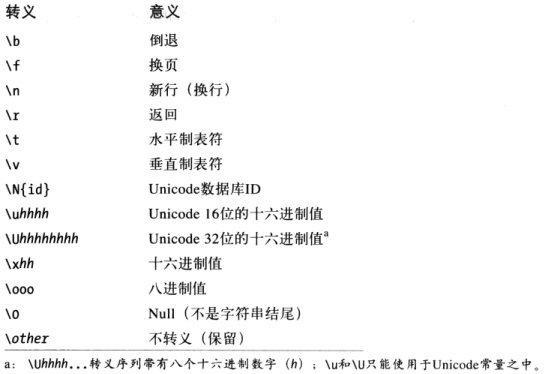 转义 意义
\b 倒退
\f 换页
\n 新行（换行）
\r 返回
\t 水平制表符
\v 垂直制表符
\N{id} Unicode数据库ID
\uhhhh Unicode 16位的十六进制值
\Uhhhhhhhh Unicode 32位的十六进制值a
\xhh 十六进制值
\ooo 八进制值
\0 Null（不是字符串结尾）
\other 不转义（保留）
a： \Uhhhh...转义序列带有八个十六进制数字（h）；\u和\U只能使用于Unicode常量之中。